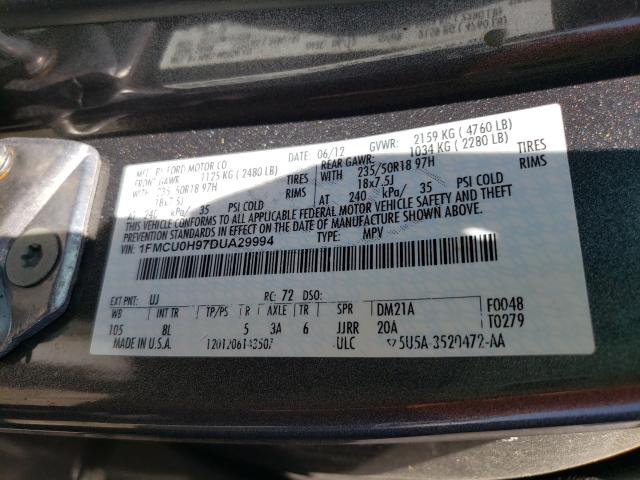 MFD. BY FORD MOTOR CO DATE: 06/12 GVWR: 2159 KG ( 4760 LB)
FRONT GAWR: 1125 KG ( 2480 LB) REAR GAWR: 1034 KG ( 2280 LB)
WITH 235/50R18 97H TIRES WITH 235/50R18 97H TIRES
18x7.5J RIMS 18x7.5J RIMS
AT 240 kPa/ 35 PSI COLD AT 240 kPa/ 35 PSI COLD
THIS VEHICLE CONFORMS TO ALL APPLICABLE FEDERAL MOTOR VEHICLE SAFETY AND THEFT
PREVENTION STANDARDS IN EFFECT ON THE DATE OF MANUFACTURE SHOWN ABOVE.
VIN: 1FMCU0H97DUA29994 TYPE: MPV
EXT PNT: UJ RC: 72 DSO:
WB INT TR TP/PS R AXLE TR SPR DM21A F0048
105 BL 5 3A 6 JJRR 20A T0279
MADE IN U.S.A. ULC 5U5A-3520472-AA